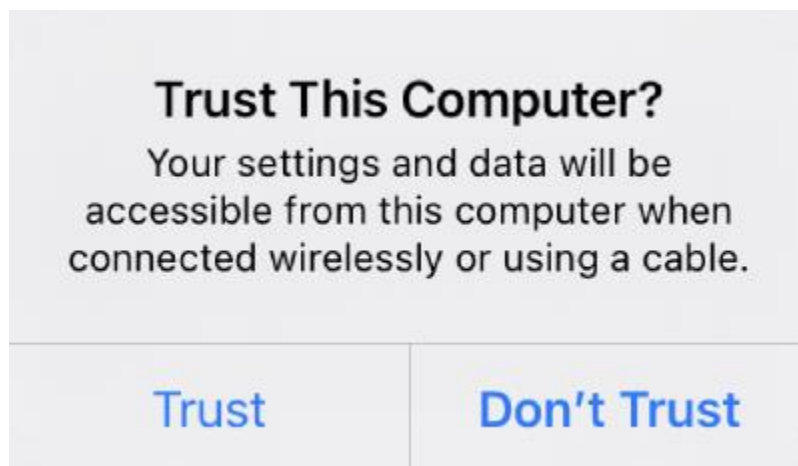 Trust This Computer?
Your settings and data will be
accessible from this computer when
connected wirelessly or using a cable.
Trust
Don’t Trust